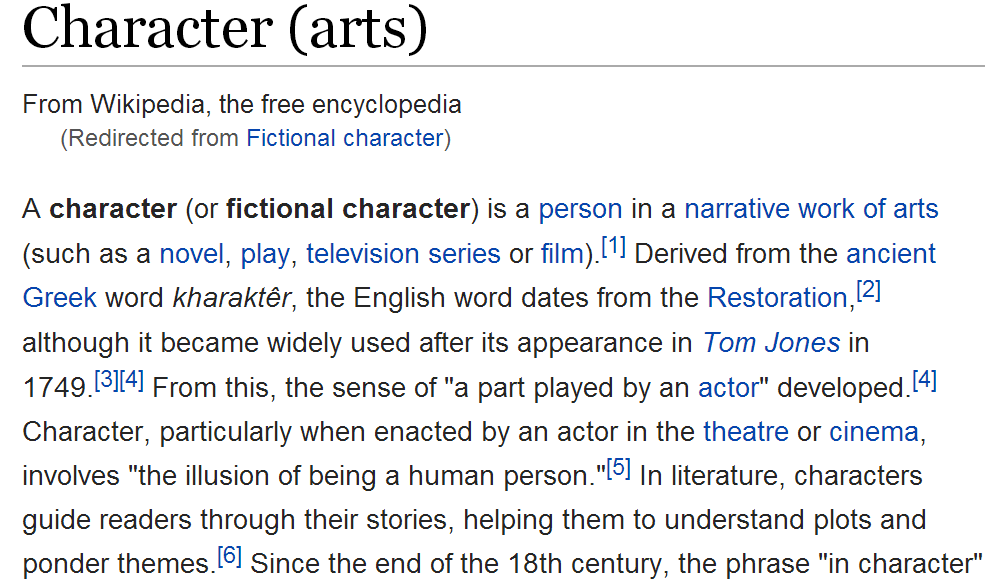 Character (arts)
From Wikipedia, the free encyclopedia
(Redirected from Fictional character)
A character (or fictional character) is a person in a narrative work of arts
(such as a novel, play, television series or film).[1] Derived from the ancient
Greek word kharaktêr, the English word dates from the Restoration,[2]
although it became widely used after its appearance in Tom Jones in
1749.[3][4] From this, the sense of "a part played by an actor" developed.[4]
Character, particularly when enacted by an actor in the theatre or cinema,
involves "the illusion of being a human person."[5] In literature, characters
guide readers through their stories, helping them to understand plots and
ponder themes.[6] Since the end of the 18th century, the phrase "in character"